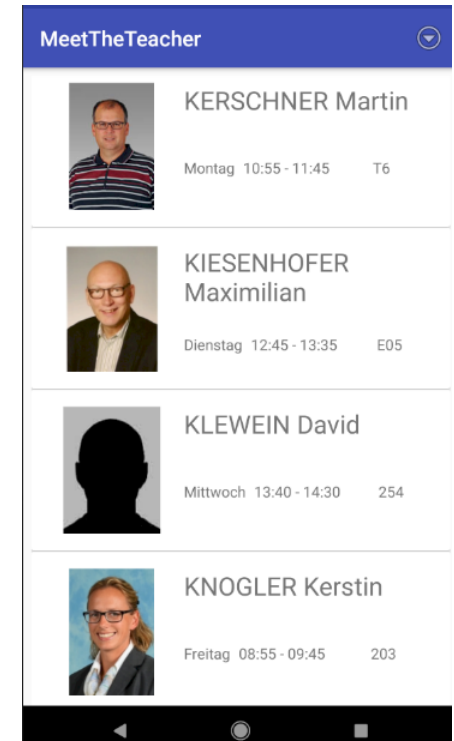 MeetTheTeacher
KERSCHNER Martin
Montag 10:55 - 11:45 T6
KIESENHOFER
Maximilian
Dienstag 12:45 - 13:35 E05
KLEWEIN David
Mittwoch 13:40 - 14:30 254
KNOGLER Kerstin
Freitag 08:55 - 09:45 203